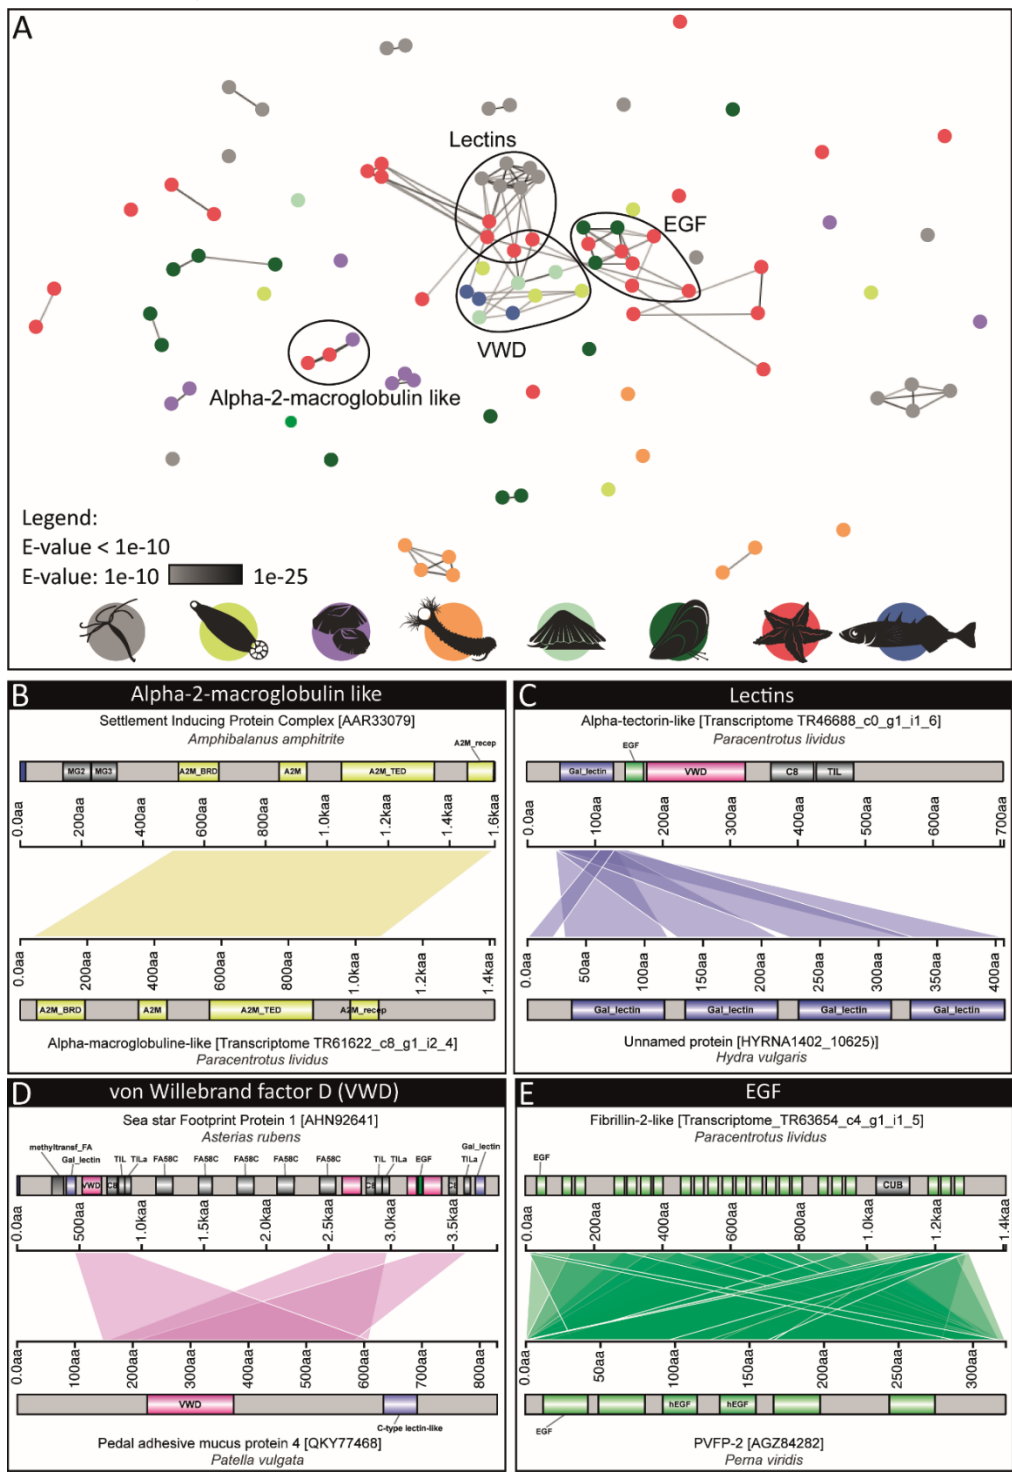 A
Lectins
EGF
VWD
Alpha-2-macroglobulin like
Legend:
E-value < 1e-10
E-value: 1e-10 1e-25
B Alpha-2-macroglobulin like
Settlement Inducing Protein Complex [AAR33079]
Amphibalanus amphitrite
A2M_recep
MG2 MG3 A2M_BRD A2M A2M_TED
0.0aa 200aa 400aa 600aa 800aa 1.0kaa 1.2kaa 1.4kaa 1.6kaa
0.0aa 200aa 400aa 600aa 800aa 1.0kaa 1.2kaa 1.4kaa
A2M_BRD A2M A2M_TED A2M_recep
Alpha-macroglobuline-like [Transcriptome TR61622_c8_g1_i2_4]
Paracentrotus lividus
C Lectins
Alpha-tectorin-like [Transcriptome TR46688_c0_g1_i1_6]
Paracentrotus lividus
EGF
Gal_lectin VWD C8 TIL
0.0aa 100aa 200aa 300aa 400aa 500aa 600aa 700aa
0.0aa 50aa 100aa 150aa 200aa 250aa 300aa 350aa 400aa
Gal_lectin Gal_lectin Gal_lectin Gal_lectin
Unnamed protein [HYRNA1402_10625)]
Hydra vulgaris
D von Willebrand factor D (VWD)
Sea star Footprint Protein 1 [AHN92641]
Asterias rubens
methyltransf_FA Gal_lectin TIL TILa FA58C FA58C FA58C FA58C FA58C TIL TILa EGF TILa Gal_lectin
VWD C8 C8 C8
0.0aa 500aa 1.0kaa 1.5kaa 2.0kaa 2.5kaa 3.0kaa 3.5kaa
0.0aa 100aa 200aa 300aa 400aa 500aa 600aa 700aa 800aa
VWD
C-type lectin-like
Pedal adhesive mucus protein 4 [QKY77468]
Patella vulgata
E EGF
Fibrillin-2-like [Transcriptome_TR63654_c4_g1_i1_5]
Paracentrotus lividus
EGF
CUB
0.0aa 200aa 400aa 600aa 800aa 1.0kaa 1.2kaa 1.4kaa
0.0aa 50aa 100aa 150aa 200aa 250aa 300aa
hEGF hEGF
EGF
PVFP-2 [AGZ84282]
Perna viridis